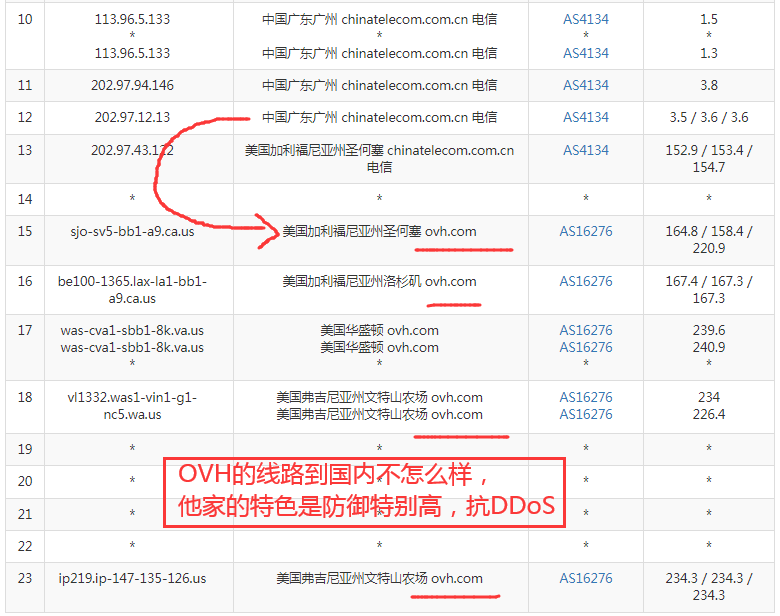 10 113.96.5.133 中国广东广州 chinatelecom.com.cn 电信 AS4134 1.5
* * * *
113.96.5.133 中国广东广州 chinatelecom.com.cn 电信 AS4134 1.3
11 202.97.94.146 中国广东广州 chinatelecom.com.cn 电信 AS4134 3.8
12 202.97.12.13 中国广东广州 chinatelecom.com.cn 电信 AS4134 3.5 / 3.6 / 3.6
13 202.97.43.122 美国加利福尼亚州圣何塞 chinatelecom.com.cn AS4134 152.9 / 153.4 /
电信 154.7
14 * * * *
15 sjo-sv5-bb1-a9.ca.us 美国加利福尼亚州圣何塞 ovh.com AS16276 164.8 / 158.4 /
220.9
16 be100-1365.lax-la1-bb1- 美国加利福尼亚州洛杉矶 ovh.com AS16276 167.4 / 167.3 /
a9.ca.us 167.3
17 was-cva1-sbb1-8k.va.us 美国华盛顿 ovh.com AS16276 239.6
was-cva1-sbb1-8k.va.us 美国华盛顿 ovh.com AS16276 240.9
* * * *
18 vl1332.was1-vin1-g1- 美国弗吉尼亚州文特山农场 ovh.com AS16276 234
nc5.wa.us 美国弗吉尼亚州文特山农场 ovh.com AS16276 226.4
19 * * * *
OVH的线路到国内不怎么样，
20 * * * *
他家的特色是防御特别高，抗DDoS
21 * * * *
22 * * * *
23 ip219.ip-147-135-126.us 美国弗吉尼亚州文特山农场 ovh.com AS16276 234.3 / 234.3 /
234.3